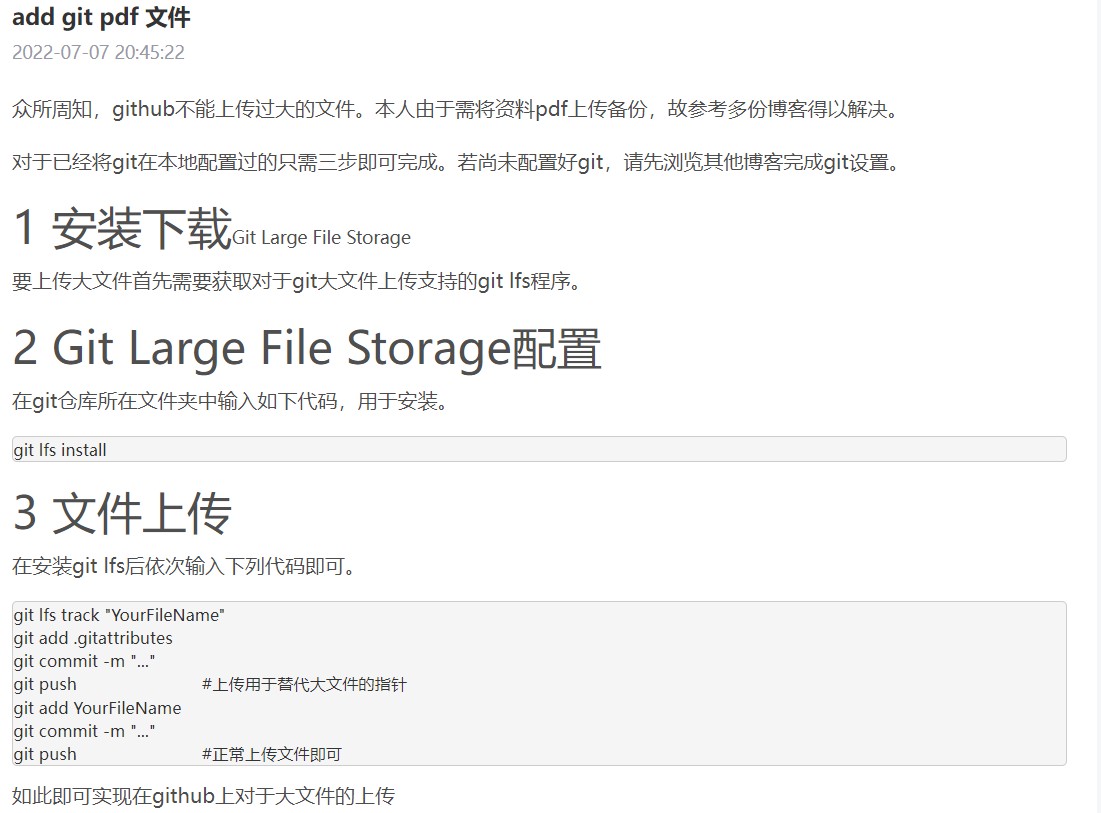 add git pdf 文件
2022-07-07 20:45:22
众所周知，github不能上传过大的文件。本人由于需将资料pdf上传备份，故参考多份博客得以解决。
对于已经将git在本地配置过的只需三步即可完成。若尚未配置好git，请先浏览其他博客完成git设置。
1 安装下载Git Large File Storage
要上传大文件首先需要获取对于git大文件上传支持的git lfs程序。
2 Git Large File Storage配置
在git仓库所在文件夹中输入如下代码，用于安装。
git lfs install
3 文件上传
在安装git lfs后依次输入下列代码即可。
git lfs track "YourFileName"
git add .gitattributes
git commit -m "..."
git push #上传用于替代大文件的指针
git add YourFileName
git commit -m "..."
git push #正常上传文件即可
如此即可实现在github上对于大文件的上传